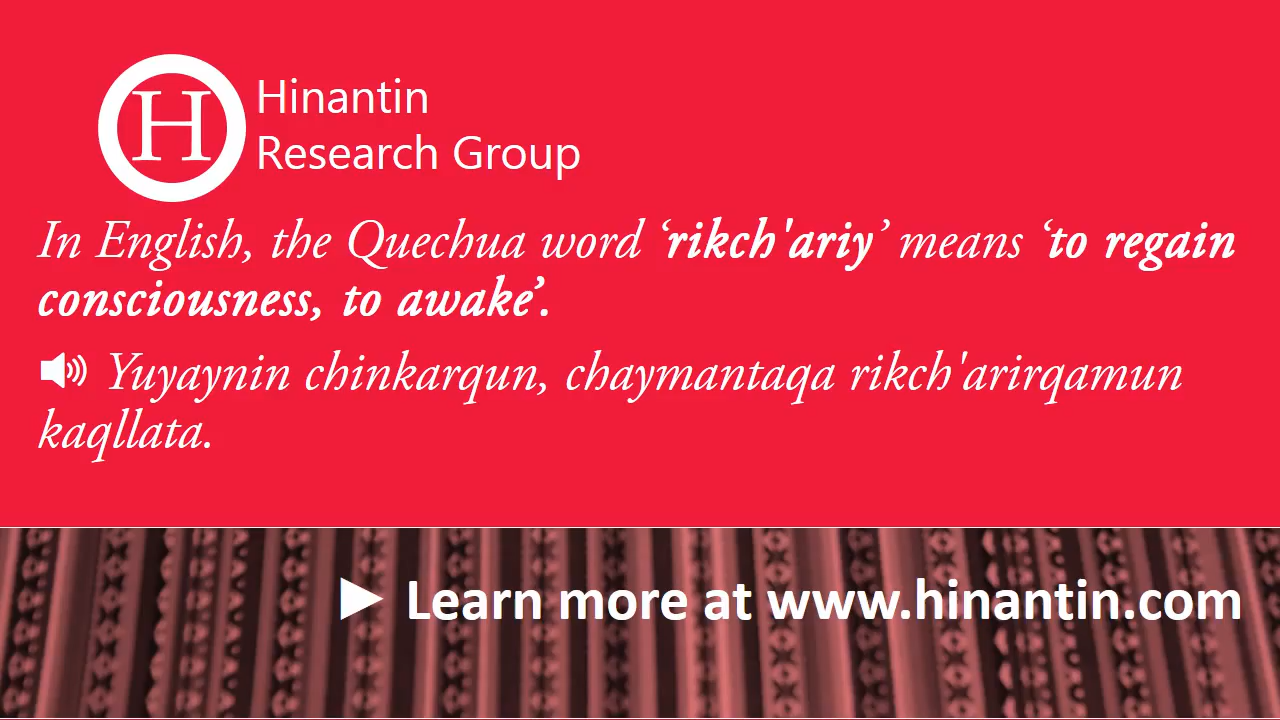 H
Hinantin
Research Group
In English, the Quechua word ‘rikch'ariy’ means ‘to regain
consciousness, to awake’.
Yuyaynin chinkarqun, chaymantaqa rikch'arirqamun
kaqllata.
Learn more at www.hinantin.com